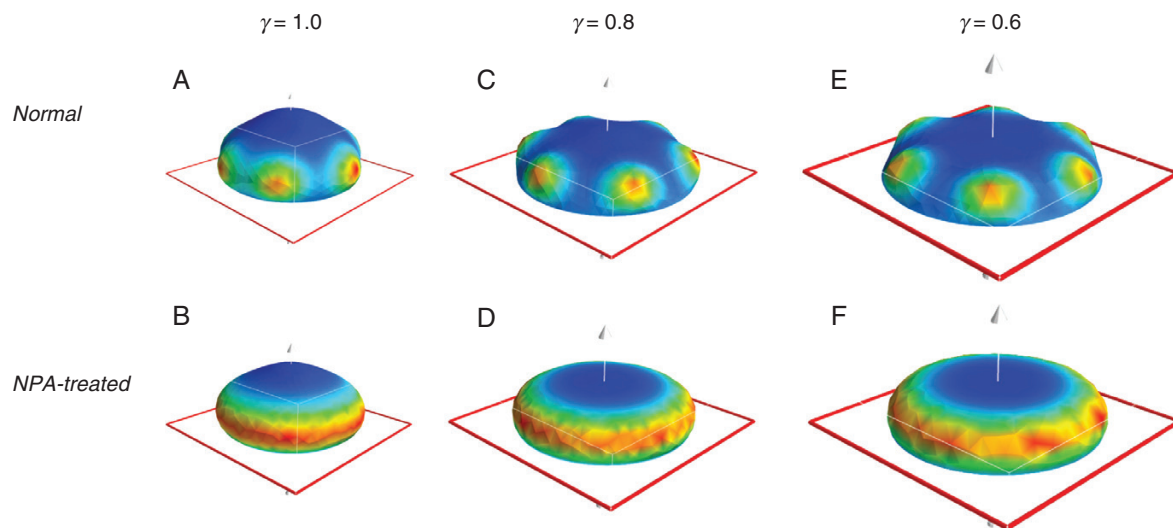 γ = 1.0 γ = 0.8 γ = 0.6
Normal
A C E
NPA-treated
B D F